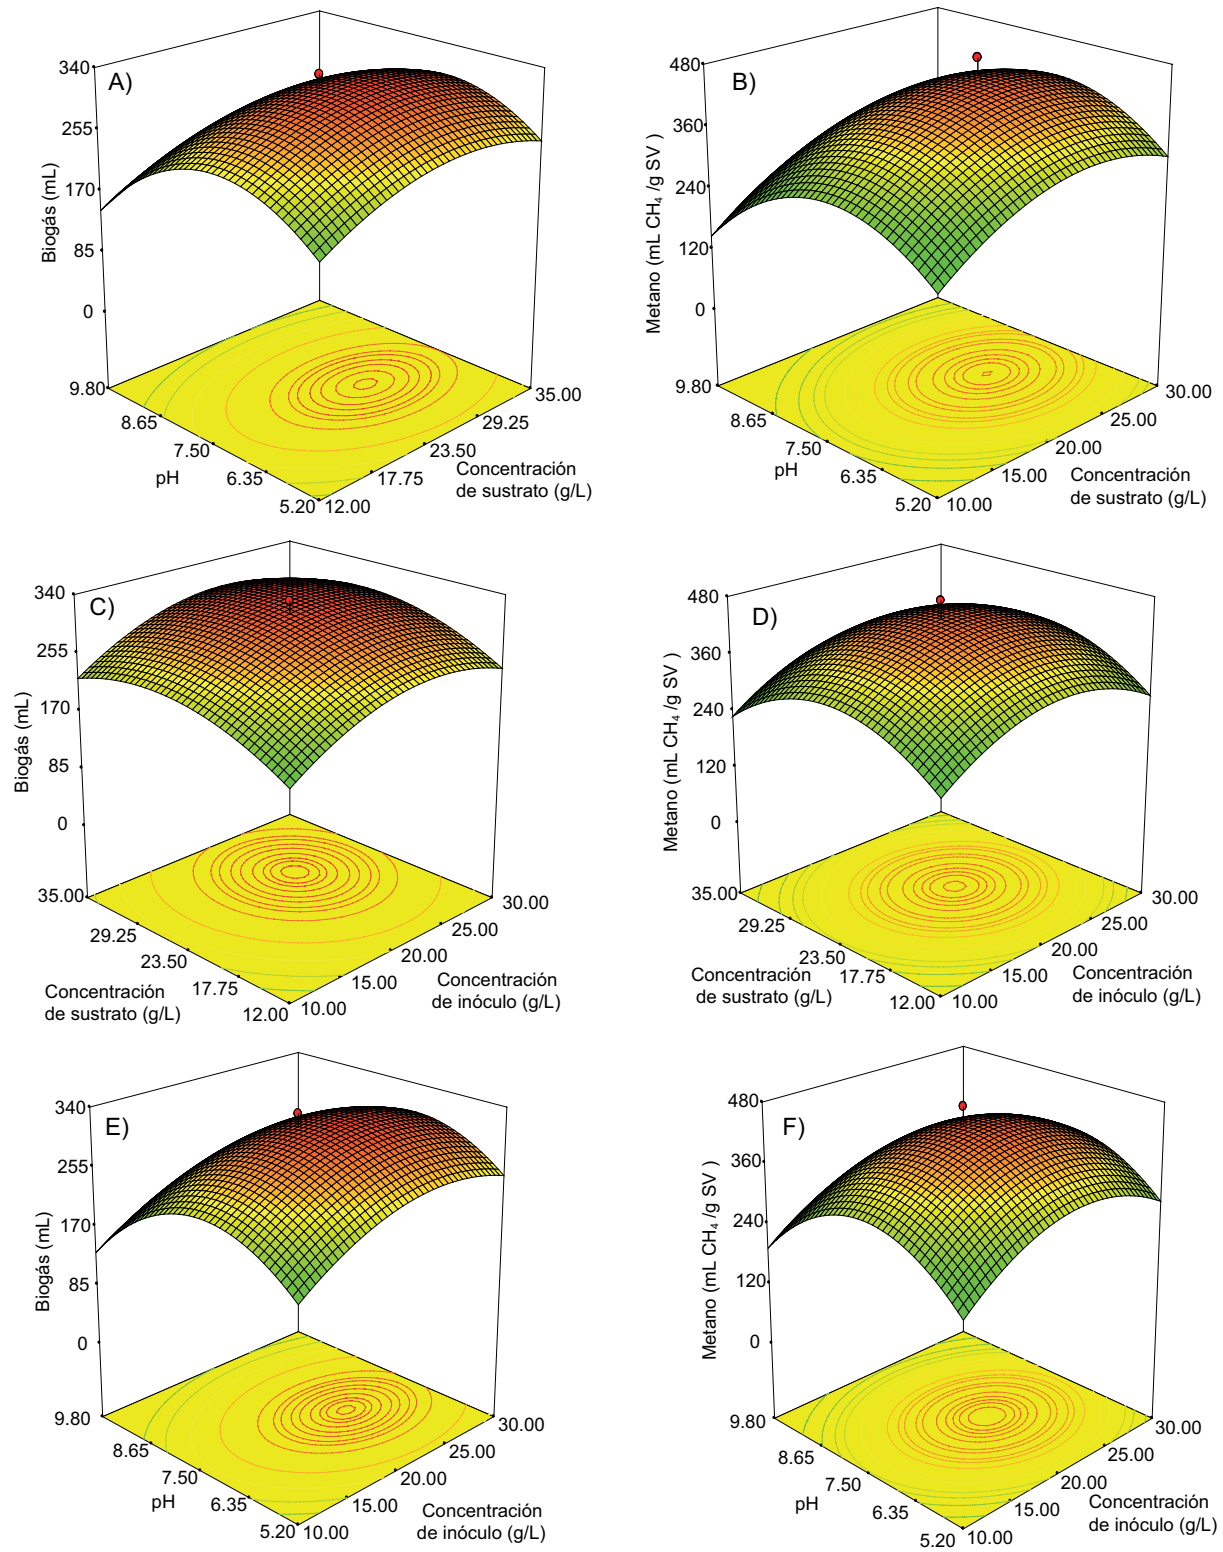 A)
340
255
170
85
0
Biogás (mL)
9.80
8.65
7.50
6.35
5.20
pH
12.00
17.75
23.50
29.25
35.00
Concentración
de sustrato (g/L)
B)
480
360
240
120
0
Metano (mL CH₄ /g SV )
9.80
8.65
7.50
6.35
5.20
pH
10.00
15.00
20.00
25.00
30.00
Concentración
de sustrato (g/L)
C)
340
255
170
85
0
Biogás (mL)
35.00
29.25
23.50
17.75
12.00
Concentración
de sustrato (g/L)
10.00
15.00
20.00
25.00
30.00
Concentración
de inóculo (g/L)
D)
480
360
240
120
0
Metano (mL CH₄ /g SV )
35.00
29.25
23.50
17.75
12.00
Concentración
de sustrato (g/L)
10.00
15.00
20.00
25.00
30.00
Concentración
de inóculo (g/L)
E)
340
255
170
85
0
Biogás (mL)
9.80
8.65
7.50
6.35
5.20
pH
10.00
15.00
20.00
25.00
30.00
Concentración
de inóculo (g/L)
F)
480
360
240
120
0
Metano (mL CH₄ /g SV )
9.80
8.65
7.50
6.35
5.20
pH
10.00
15.00
20.00
25.00
30.00
Concentración
de inóculo (g/L)